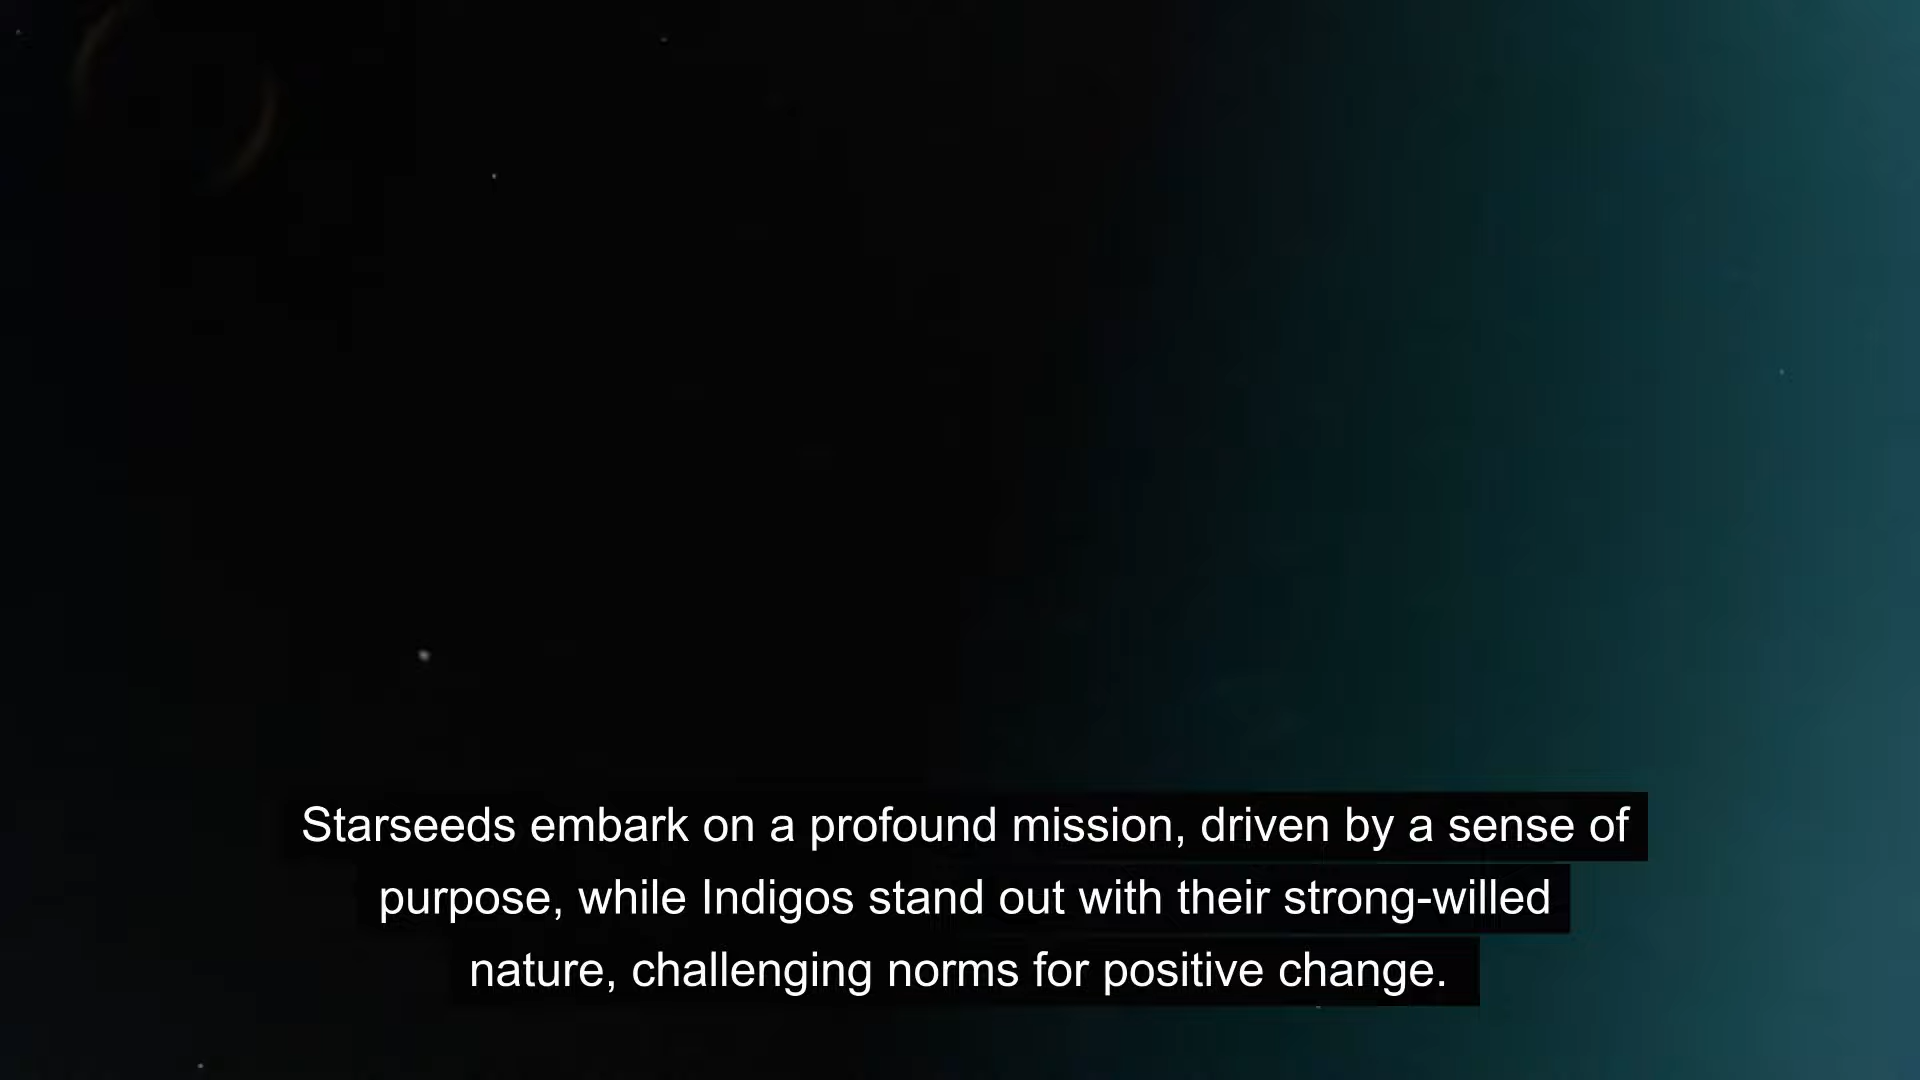 Starseeds embark on a profound mission, driven by a sense of
purpose, while Indigos stand out with their strong-willed
nature, challenging norms for positive change.